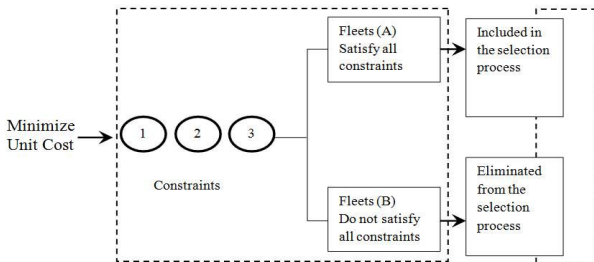 Minimize
Unit Cost
1
2
3
Constraints
Fleets (A)
Satisfy all
constraints
Included in
the selection
process
Fleets (B)
Do not satisfy
all constraints
Eliminated
from the
selection
process